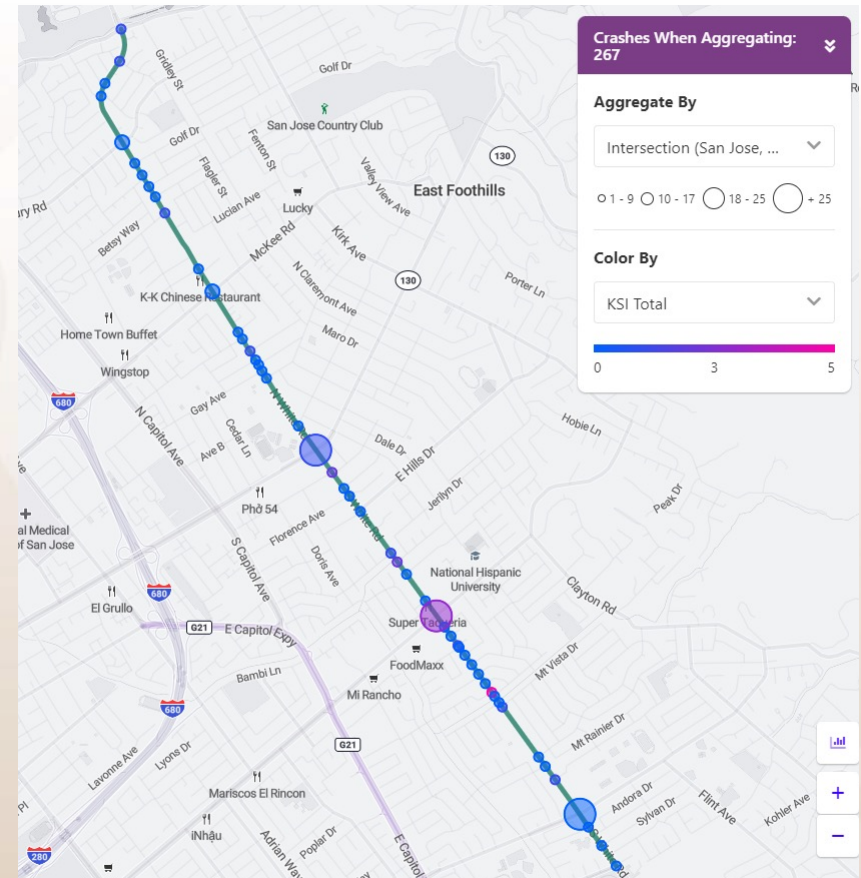 Crashes When Aggregating:
267
Aggregate By
Intersection (San Jose, ...
1 - 9
10 - 17
18 - 25
+ 25
Color By
KSI Total
0
3
5
Gridley St
Golf Dr
San Jose Country Club
Golf Dr
Fenton St
Flagler St
130
Valley View Ave
East Foothills
Lucky
Lucian Ave
ury Rd
Betsy Way
McKee Rd
Kirk Ave
130
Porter Ln
K-K Chinese Restaurant
N Claremont Ave
Home Town Buffet
Maro Dr
Wingstop
680
Gay Ave
N Capitol Ave
Cedar Ln
Ave B
Hobie Ln
Dale Dr
E Hills Dr
Phở 54
Jerilyn Dr
Peak Dr
al Medical
of San Jose
Florence Ave
S Capitol Ave
Doris Ave
National Hispanic
University
Clayton Rd
680
El Grullo
G21
E Capitol Expy
Super Taqueria
FoodMaxx
Mt Vista Dr
Bambi Ln
Mi Rancho
680
Mt Rainier Dr
G21
Lavonne Ave
Lyons Dr
Mariscos El Rincon
Andora Dr
Sylvan Dr
Flint Ave
Kohler Ave
iNhậu
Adrian Way
Poplar Dr
E Capitol
280
+
−